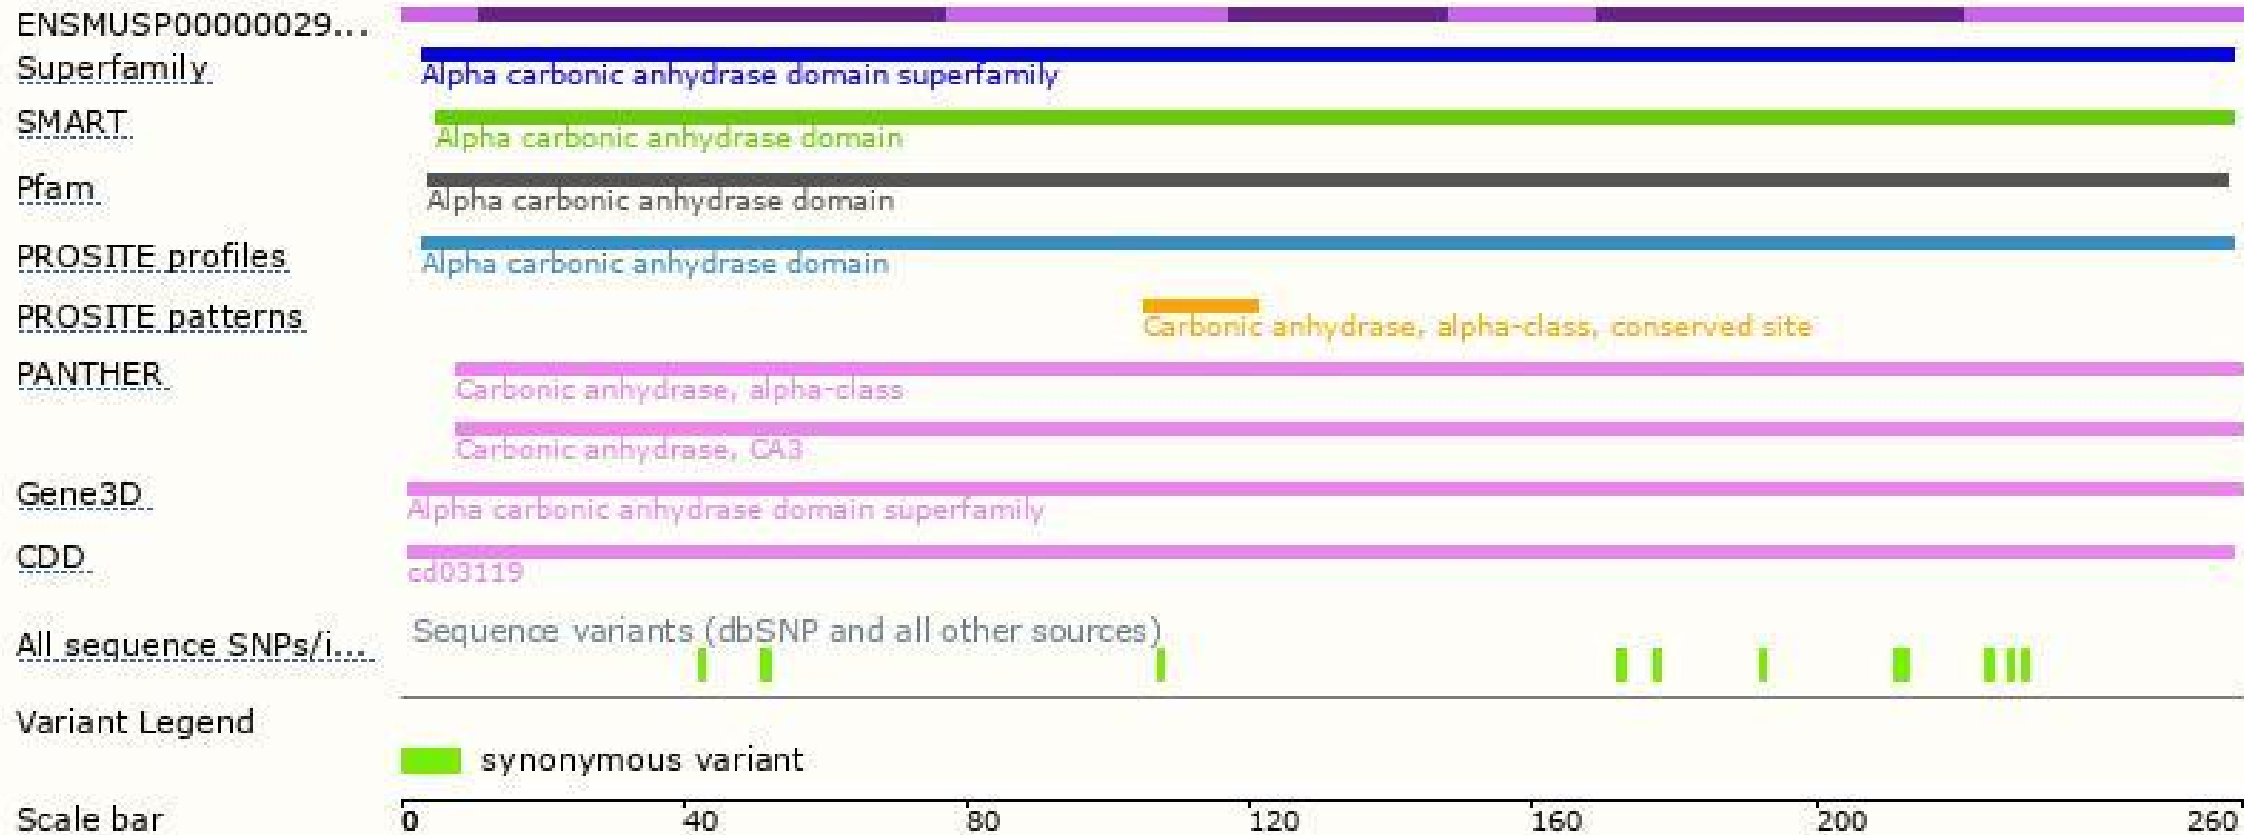 ENSMUSP00000029...
Superfamily
Alpha carbonic anhydrase domain superfamily
SMART
Alpha carbonic anhydrase domain
Pfam
Alpha carbonic anhydrase domain
PROSITE profiles
Alpha carbonic anhydrase domain
PROSITE patterns
Carbonic anhydrase, alpha-class, conserved site
PANTHER
Carbonic anhydrase, alpha-class
Carbonic anhydrase, CA3
Gene3D
Alpha carbonic anhydrase domain superfamily
CDD
cd03119
Sequence variants (dbSNP and all other sources)
All sequence SNPs/i...
Variant Legend
synonymous variant
Scale bar 0 40 80 120 160 200 260